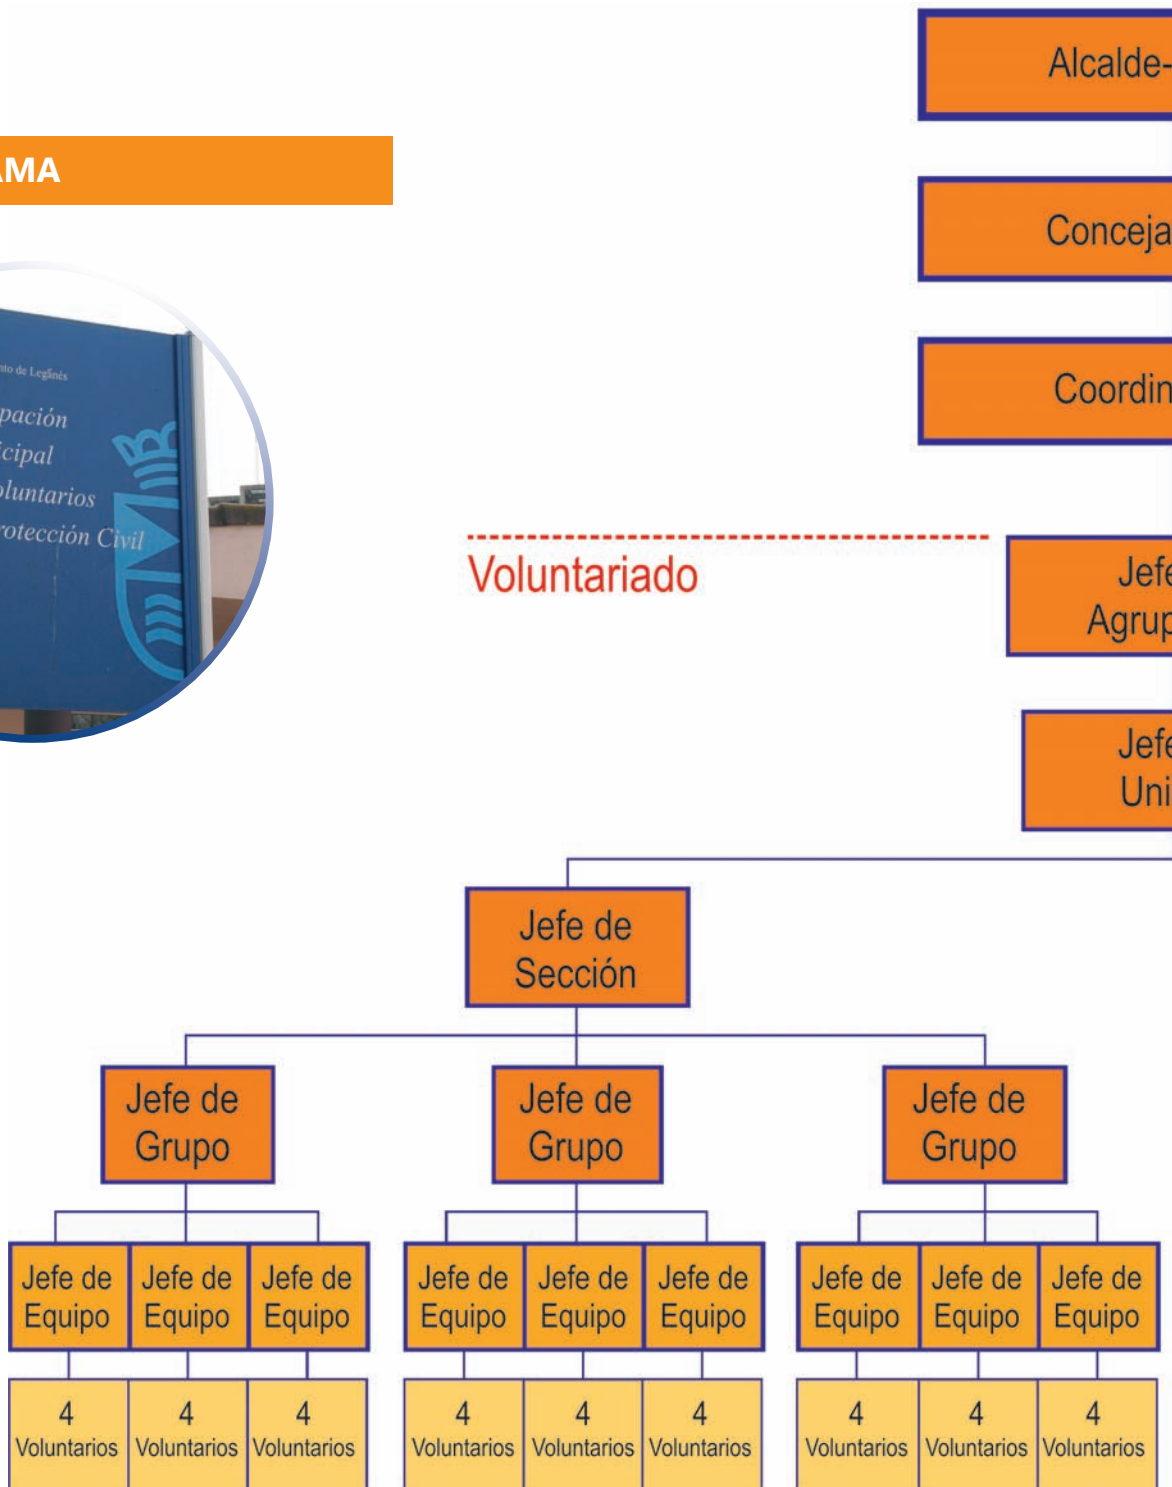 Alcalde-
AMA
Conceja
nto de Leganés
pación
icipal
oluntarios
rotección Civil
Coordin
Voluntariado
Jefe
Agrup
Jefe
Uni
Jefe de
Sección
Jefe de
Grupo
Jefe de
Grupo
Jefe de
Grupo
Jefe de
Equipo
Jefe de
Equipo
Jefe de
Equipo
Jefe de
Equipo
Jefe de
Equipo
Jefe de
Equipo
Jefe de
Equipo
Jefe de
Equipo
Jefe de
Equipo
4
Voluntarios
4
Voluntarios
4
Voluntarios
4
Voluntarios
4
Voluntarios
4
Voluntarios
4
Voluntarios
4
Voluntarios
4
Voluntarios